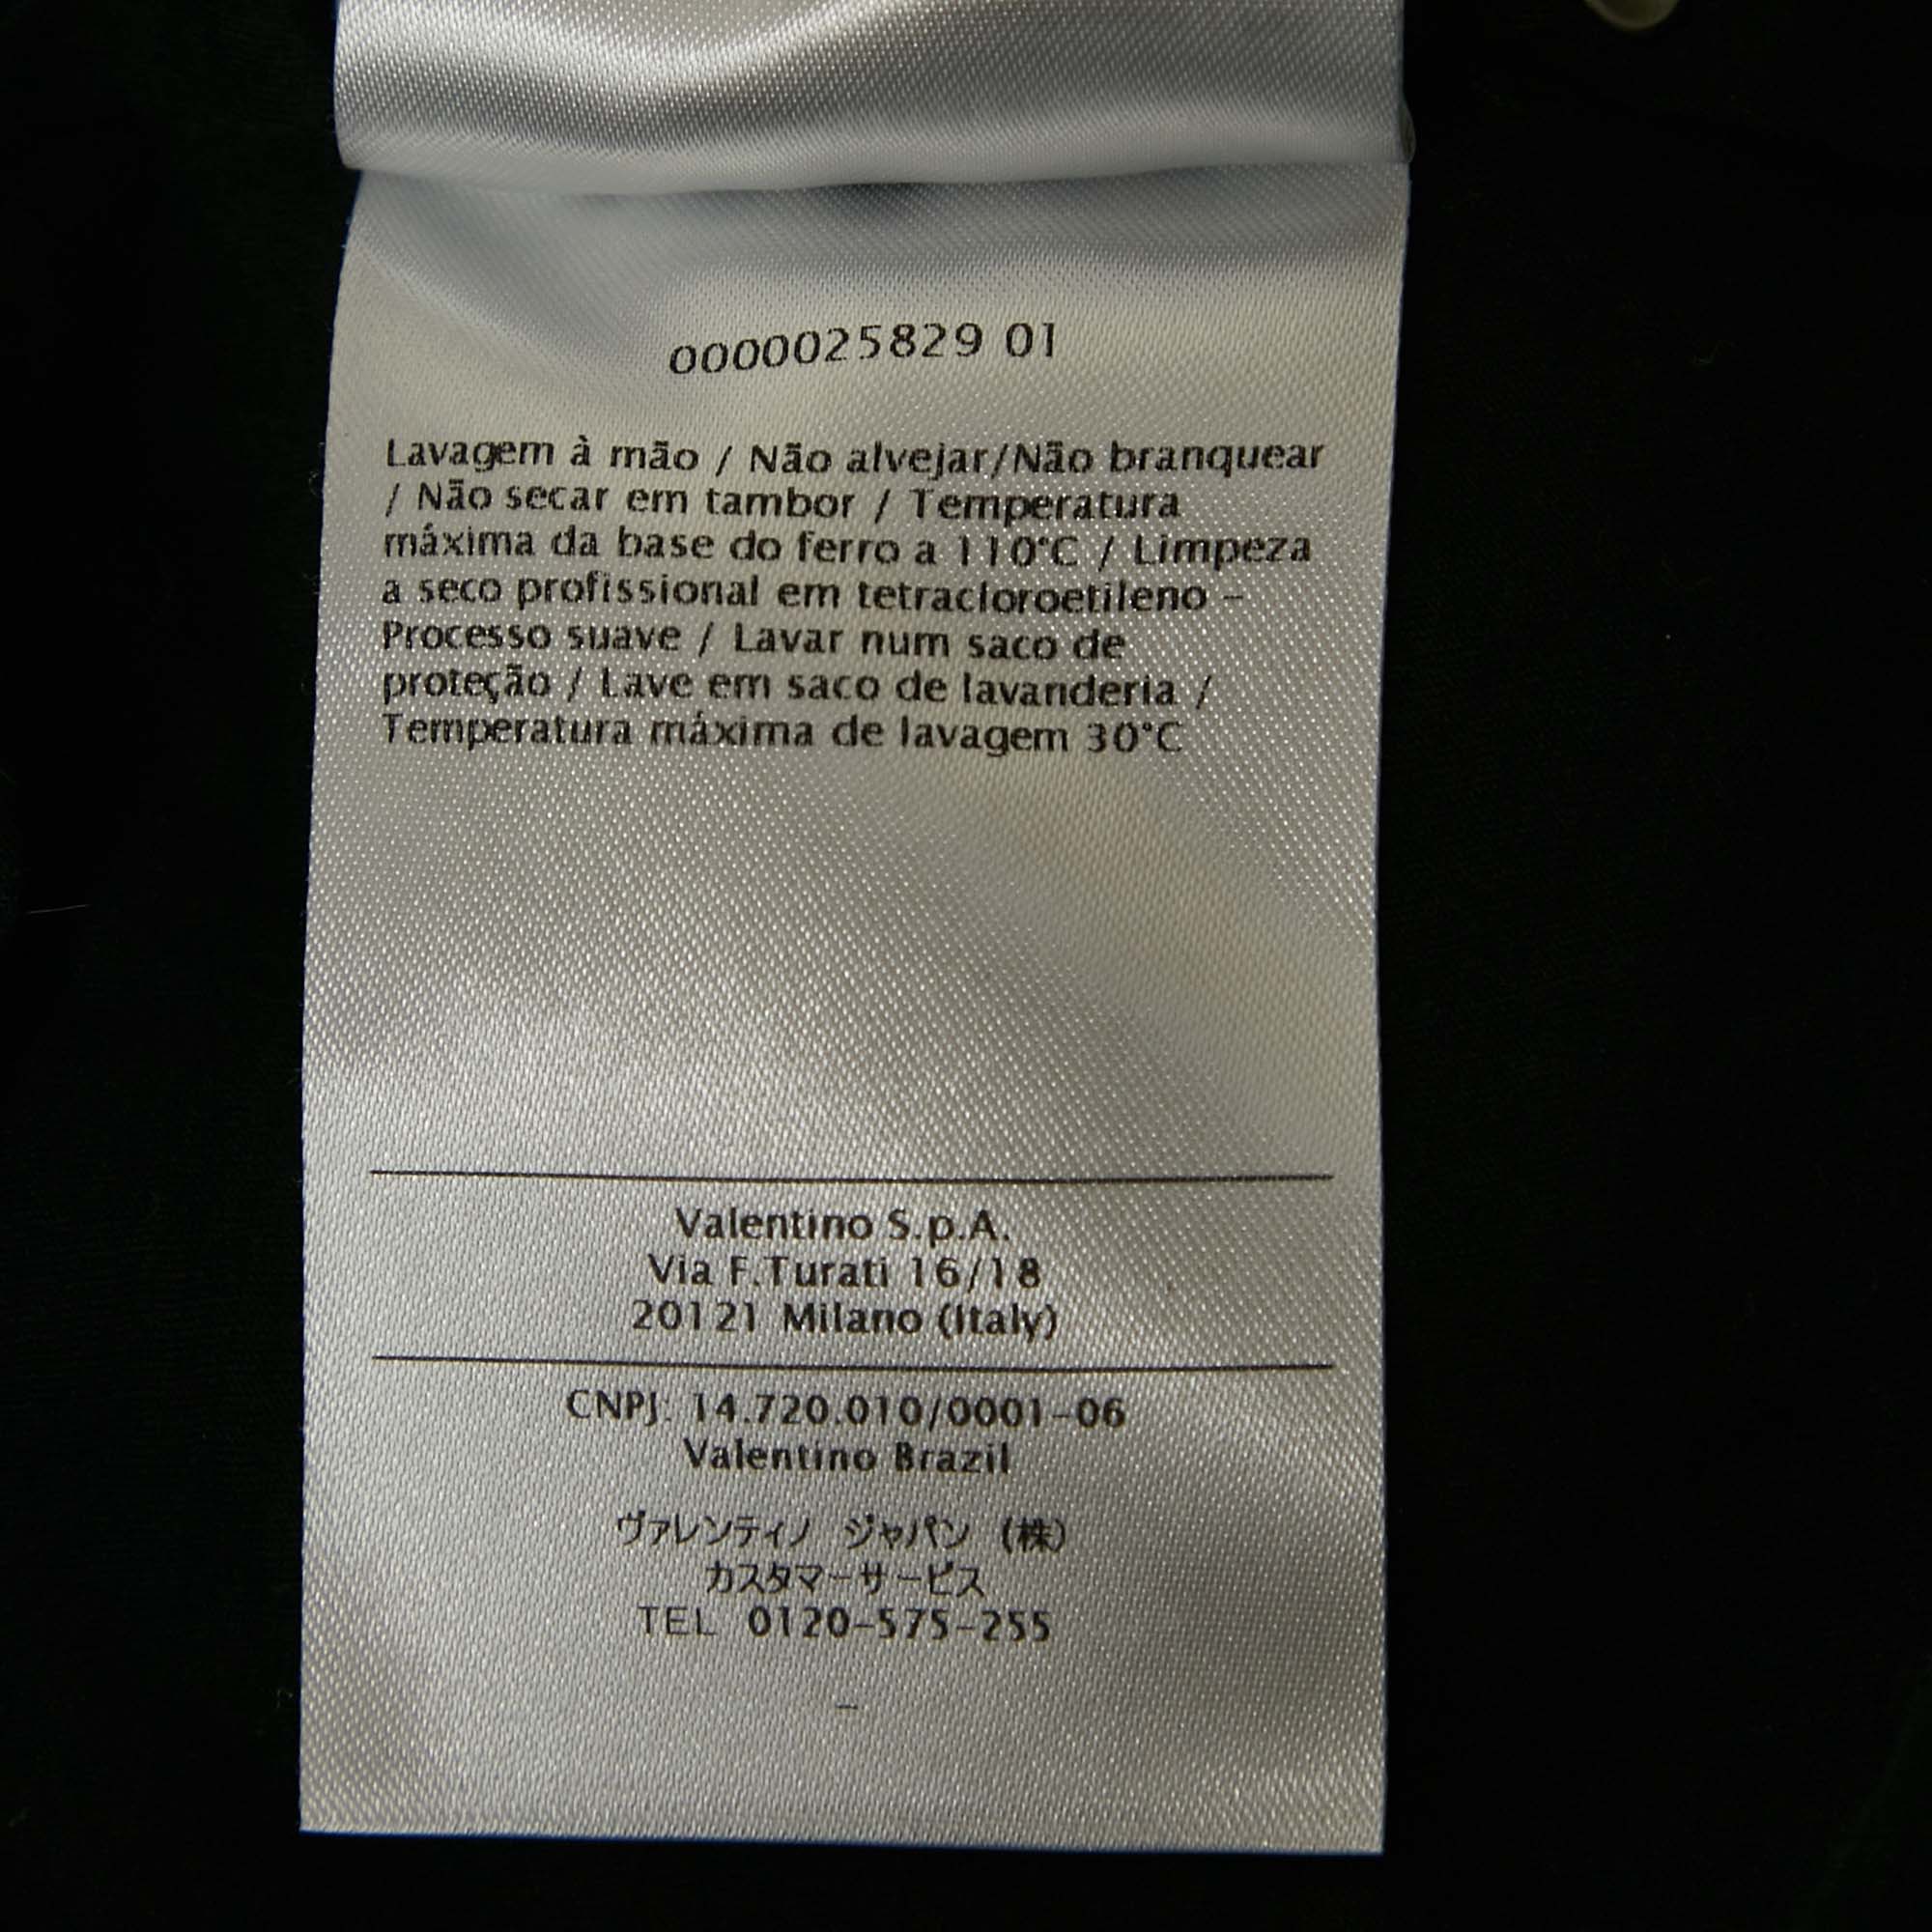 0000025829 01
Lavagem à mão / Não alvejar/Não branquear
/ Não secar em tambor / Temperatura
máxima da base do ferro a 110°C / Limpeza
a seco profissional em tetracloroetileno –
Processo suave / Lavar num saco de
proteção / Lave em saco de lavanderia /
Temperatura máxima de lavagem 30°C
Valentino S.p.A.
Via F.Turati 16/18
20121 Milano (Italy)
CNPJ: 14.720.010/0001-06
Valentino Brazil
ヴァレンティノ ジャパン (株)
カスタマーサービス
TEL 0120-575-255
–